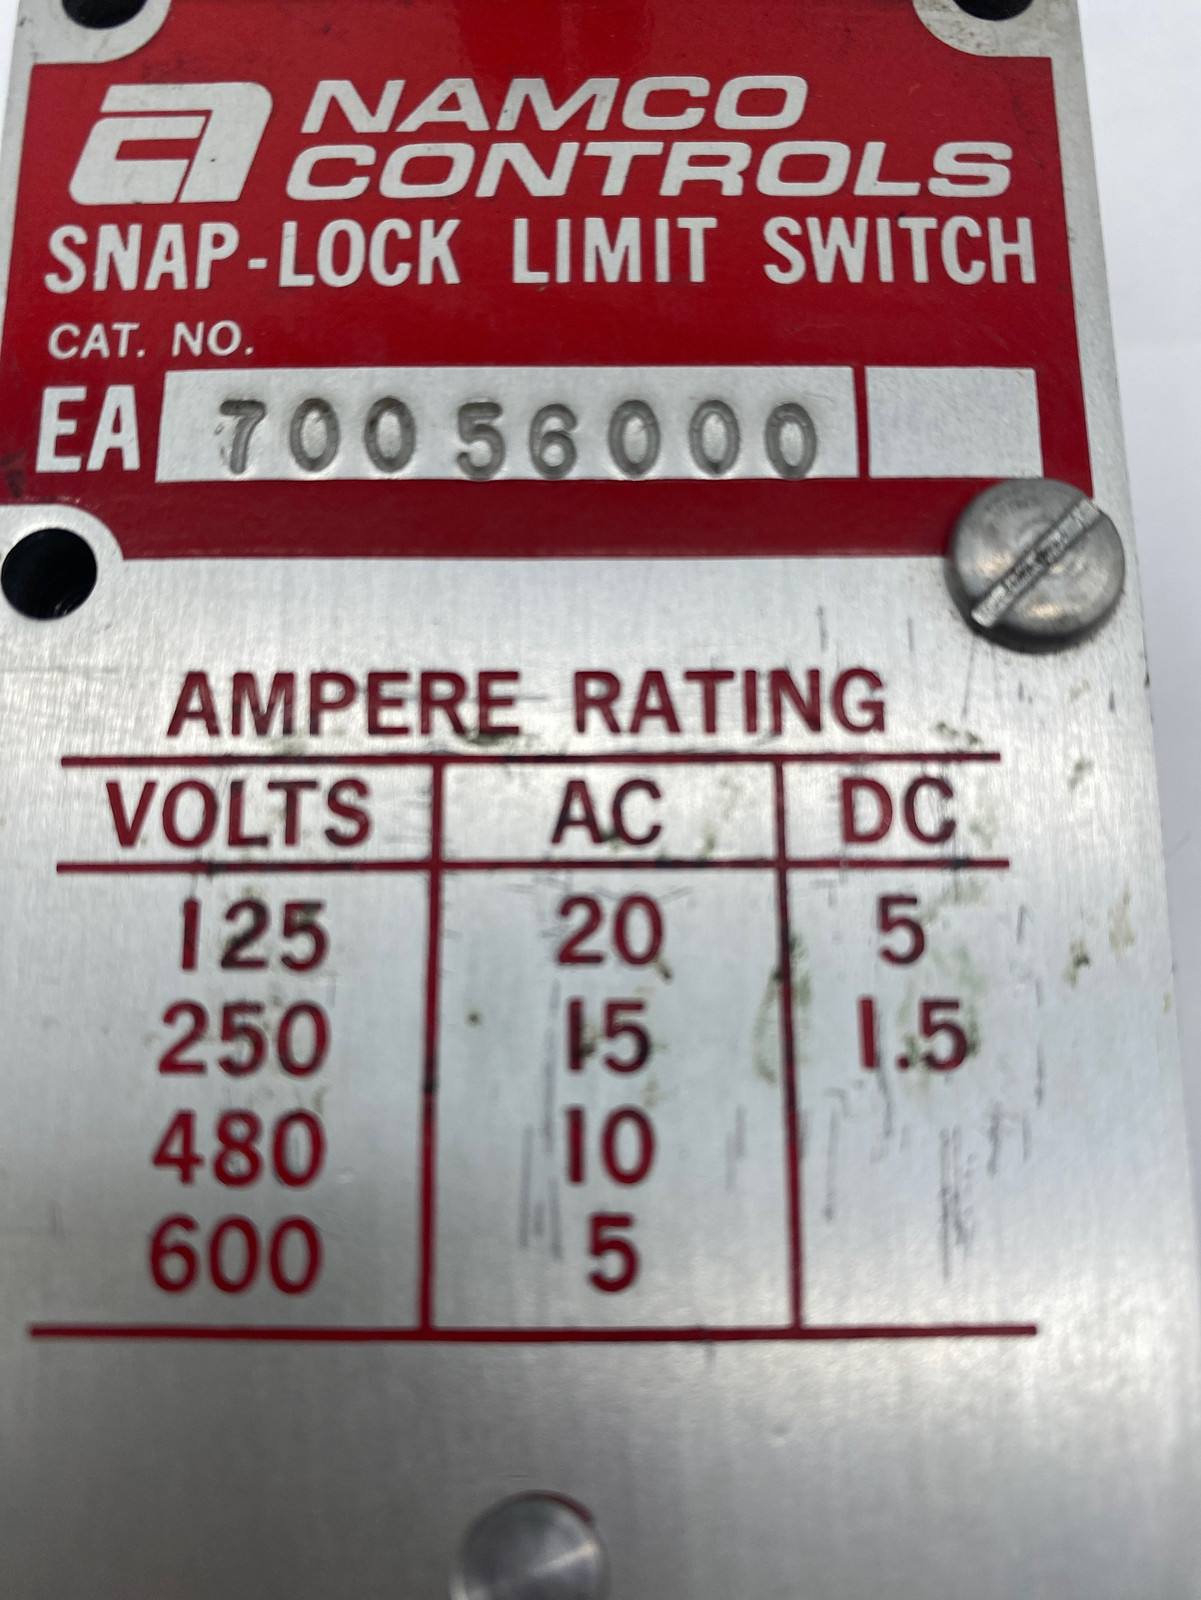 NAMCO
CONTROLS
SNAP-LOCK LIMIT SWITCH
CAT. NO.
EA 70056000
AMPERE RATING
VOLTS AC DC
125 20 5
250 15 1.5
480 10
600 5